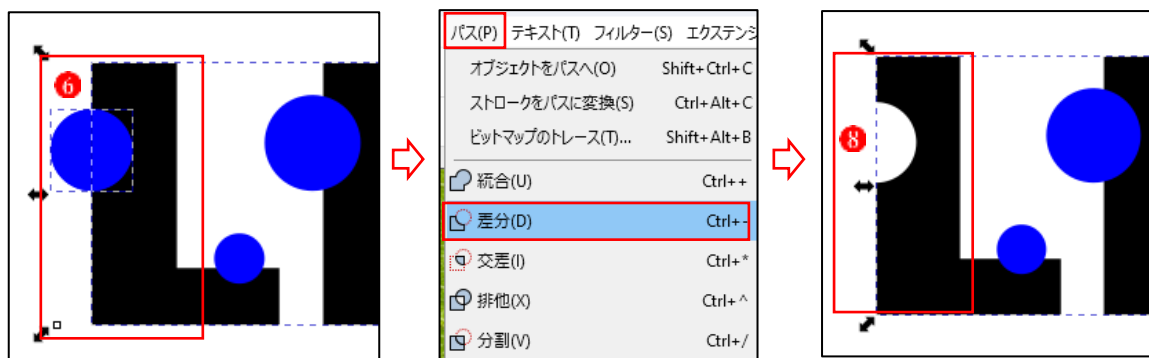 6
パス(P) テキスト(T) フィルター(S) エクステンシ
オブジェクトをパスへ(O) Shift+Ctrl+C
ストロークをパスに変換(S) Ctrl+Alt+C
ビットマップのトレース(T)... Shift+Alt+B
統合(U) Ctrl++
差分(D) Ctrl+-
交差(I) Ctrl+*
排他(X) Ctrl+^
分割(V) Ctrl+/
8